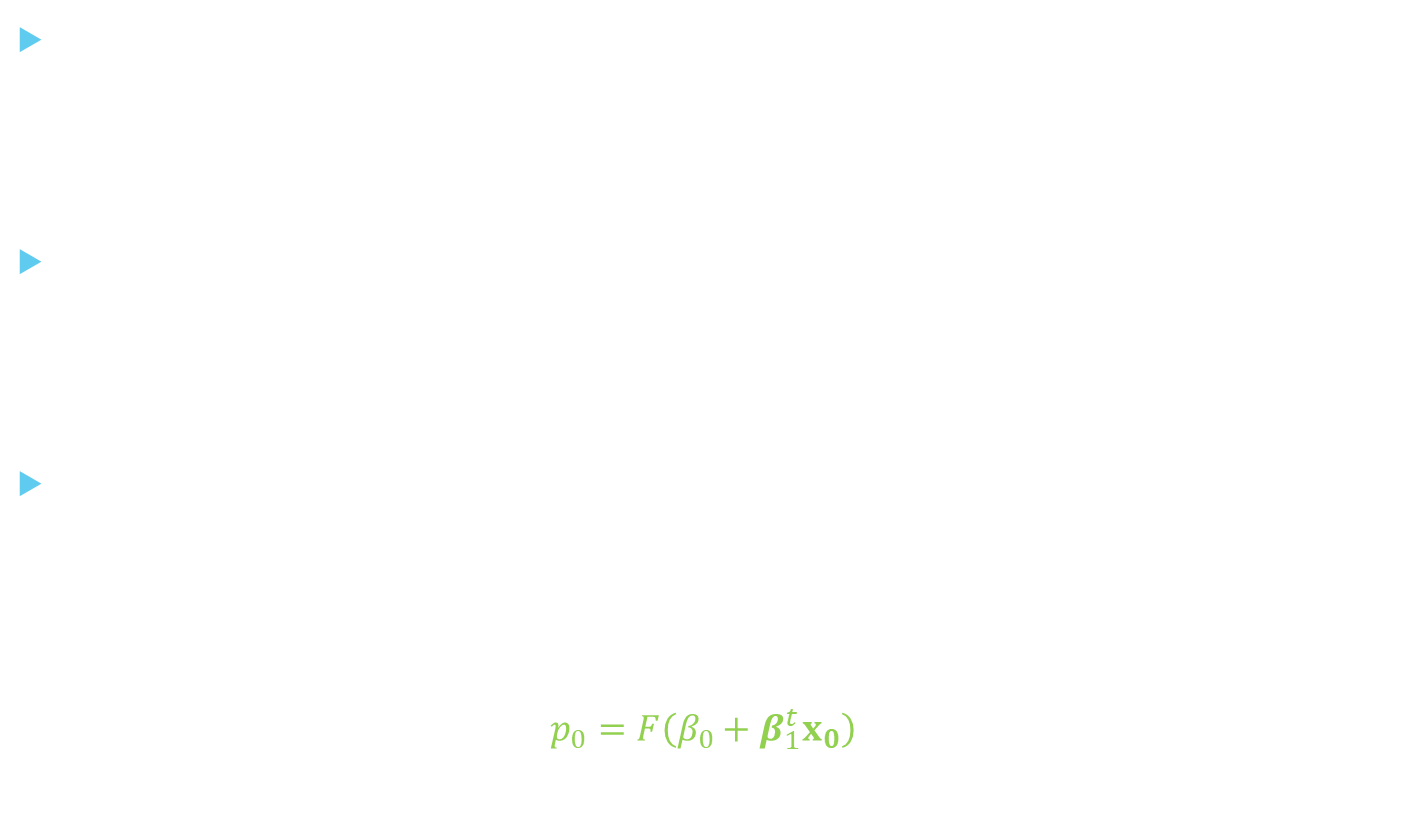 p₀ = F(β₀ + 𝜷₁ᵗ𝐱₀)